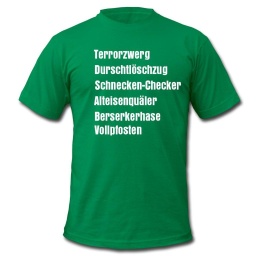 Terrorzwerg
Durschtlöschzug
Schnecken-Checker
Alteisenquäler
Berserkerhase
Vollpfosten